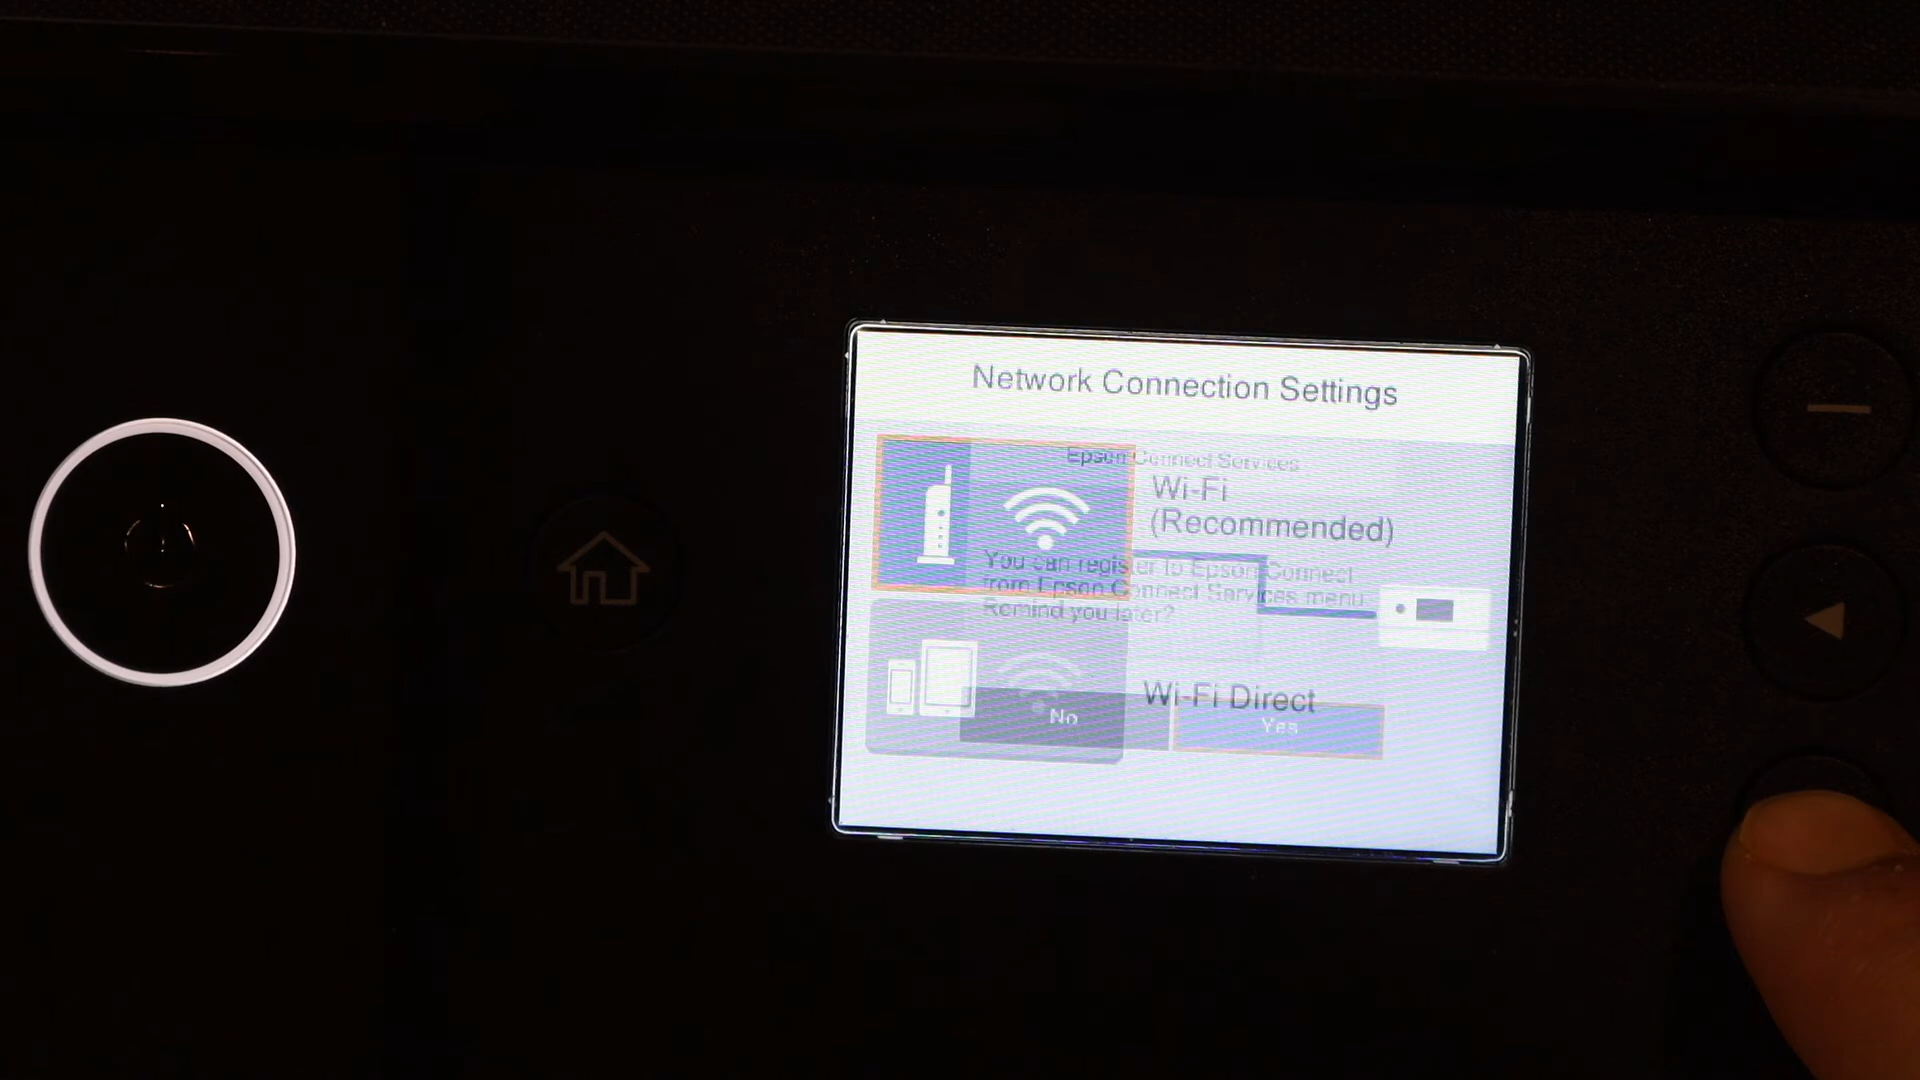 Network Connection Settings
Epson Connect Services
Wi-Fi
(Recommended)
You can register to Epson Connect
from Epson Connect Services menu.
Remind you later?
Wi-Fi Direct
No
Yes